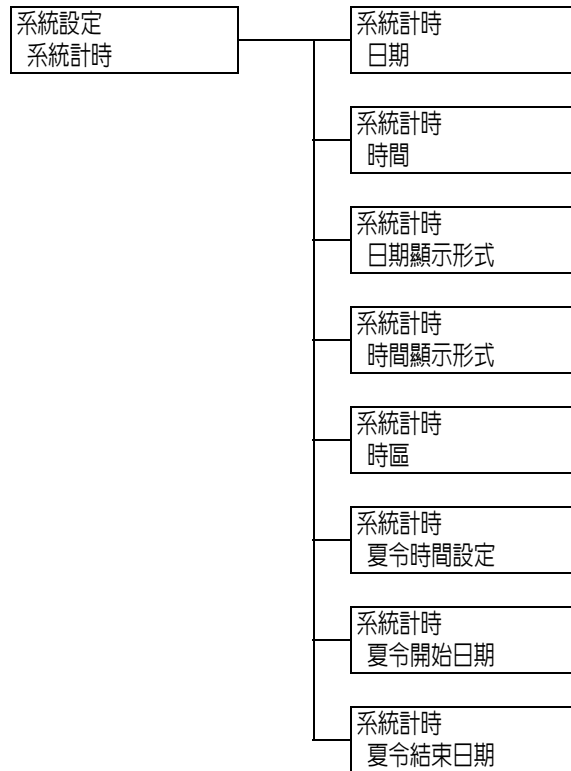 系統設定
系統計時
系統計時
日期
系統計時
時間
系統計時
日期顯示形式
系統計時
時間顯示形式
系統計時
時區
系統計時
夏令時間設定
系統計時
夏令開始日期
系統計時
夏令結束日期